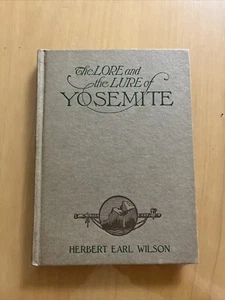 The LORE and
the LURE of
YOSEMITE
HERBERT EARL WILSON